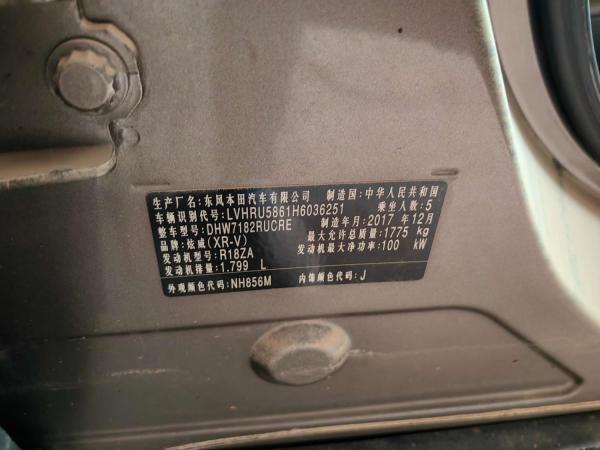 生产厂名: 东风本田汽车有限公司 制造国: 中华人民共和国
车辆识别代号: LVHRU5861H6036251 乘坐人数: 5
整车型号: DHW7182RUCRE 制造年月: 2017 年 12月
品牌: 炫威(XR-V) 最大允许总质量: 1775 kg
发动机型号: R18ZA 发动机最大净功率: 100 kW
发动机排量: 1.799 L
外观颜色代码: NH856M 内饰颜色代码: J